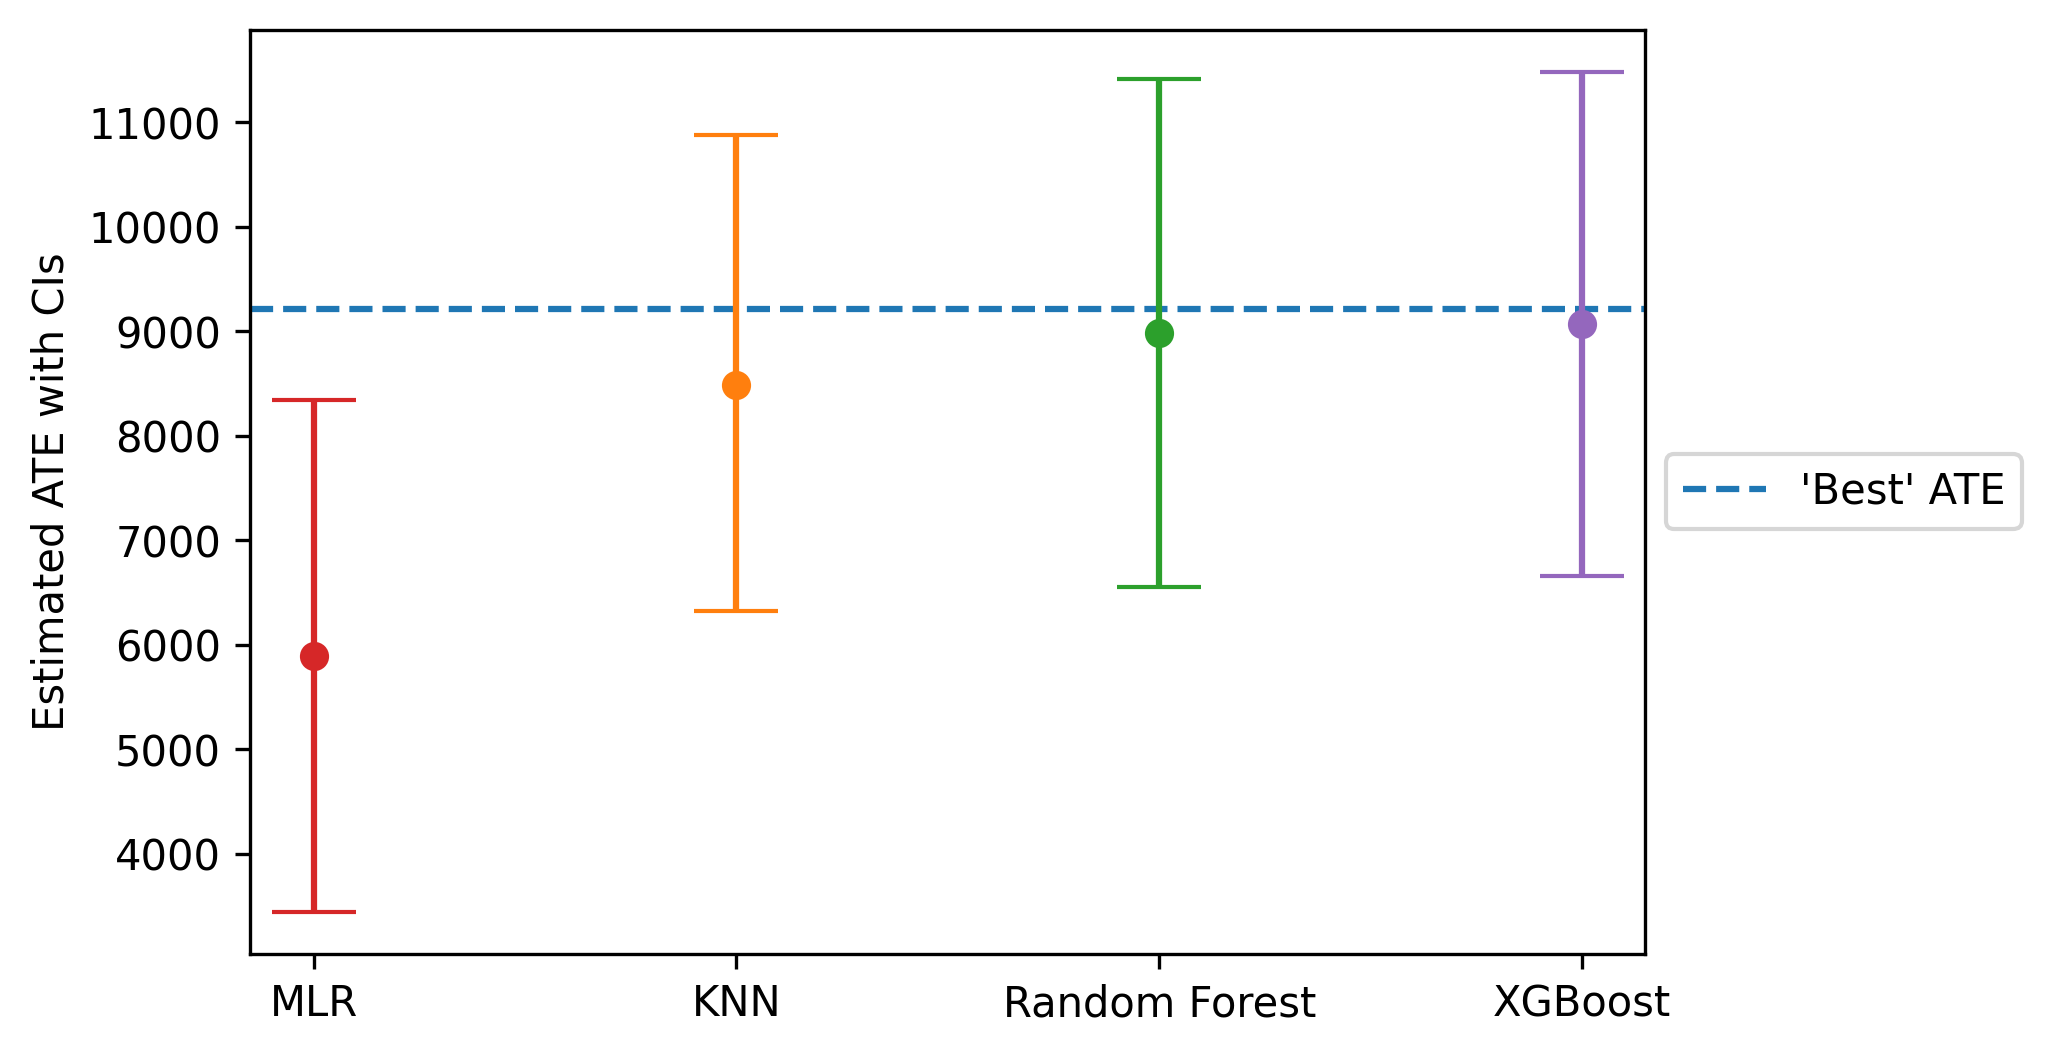 Estimated ATE with CIs
11000
10000
9000
8000
7000
6000
5000
4000
MLR
KNN
Random Forest
XGBoost
'Best' ATE